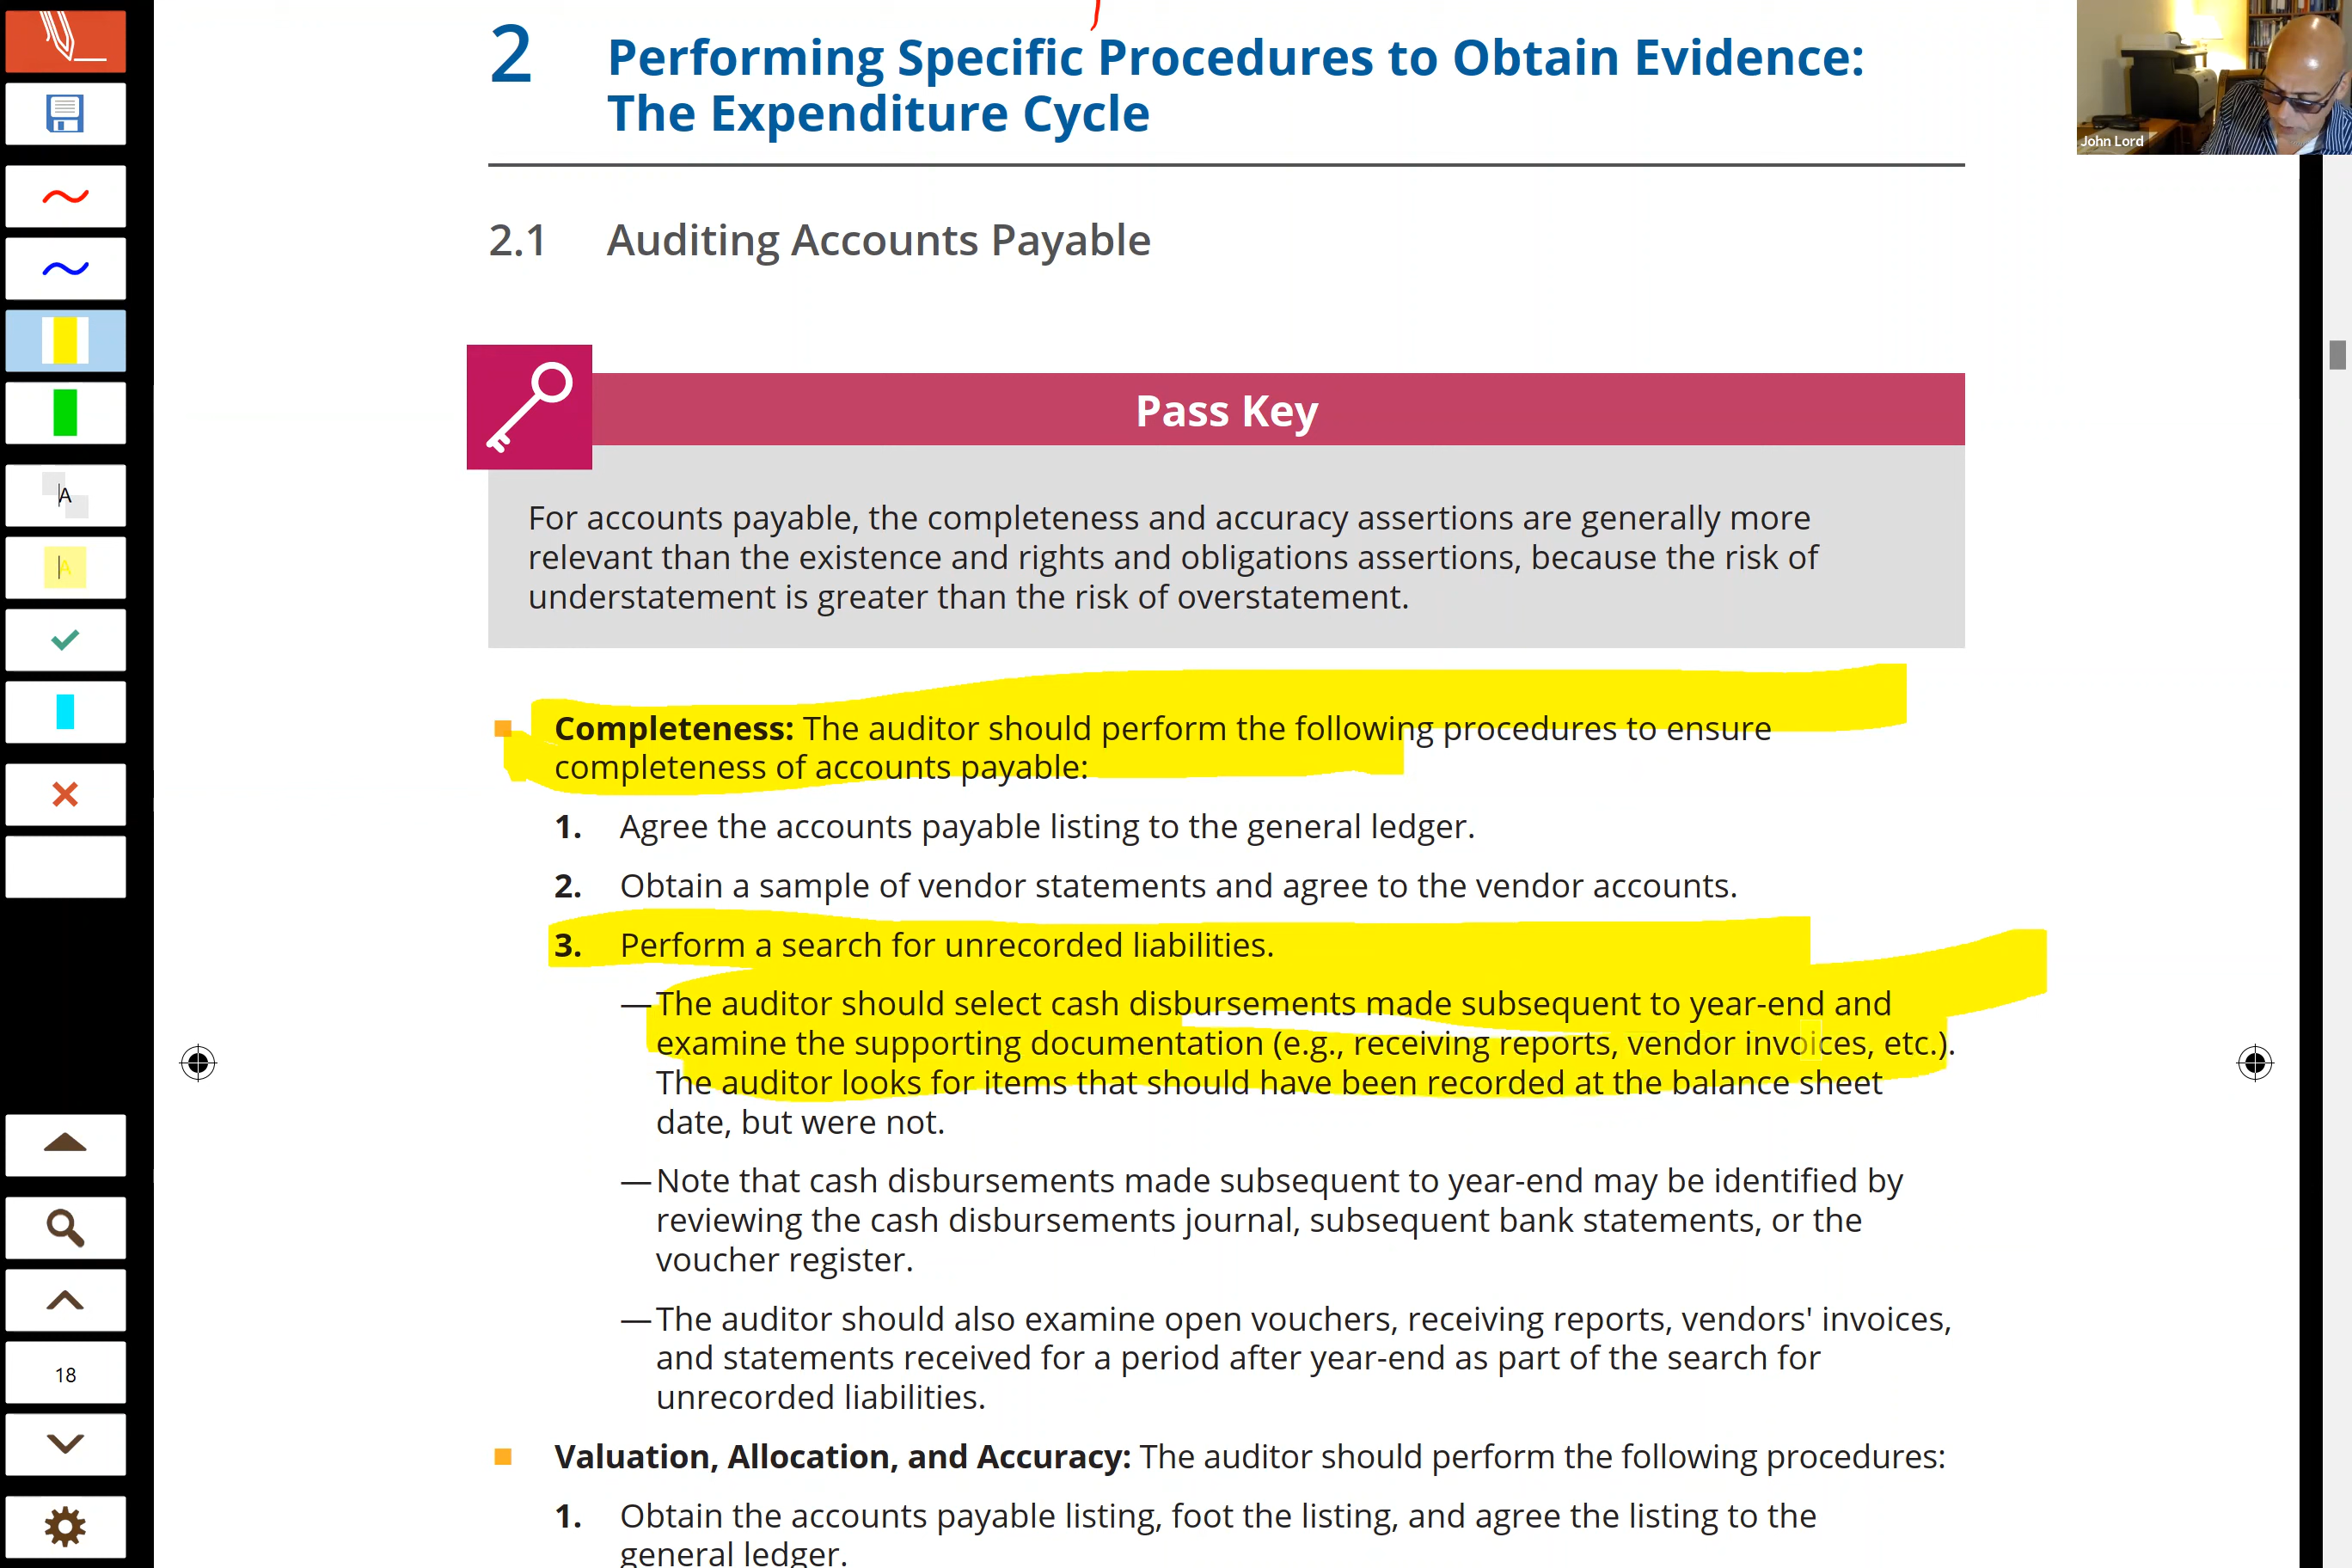 2 Performing Specific Procedures to Obtain Evidence:
The Expenditure Cycle
John Lord
2.1 Auditing Accounts Payable
Pass Key
For accounts payable, the completeness and accuracy assertions are generally more
relevant than the existence and rights and obligations assertions, because the risk of
understatement is greater than the risk of overstatement.
Completeness: The auditor should perform the following procedures to ensure
completeness of accounts payable:
1. Agree the accounts payable listing to the general ledger.
2. Obtain a sample of vendor statements and agree to the vendor accounts.
3. Perform a search for unrecorded liabilities.
—The auditor should select cash disbursements made subsequent to year-end and
examine the supporting documentation (e.g., receiving reports, vendor invoices, etc.).
The auditor looks for items that should have been recorded at the balance sheet
date, but were not.
—Note that cash disbursements made subsequent to year-end may be identified by
reviewing the cash disbursements journal, subsequent bank statements, or the
voucher register.
—The auditor should also examine open vouchers, receiving reports, vendors' invoices,
and statements received for a period after year-end as part of the search for
unrecorded liabilities.
Valuation, Allocation, and Accuracy: The auditor should perform the following procedures:
1. Obtain the accounts payable listing, foot the listing, and agree the listing to the
general ledger.
A
A
18